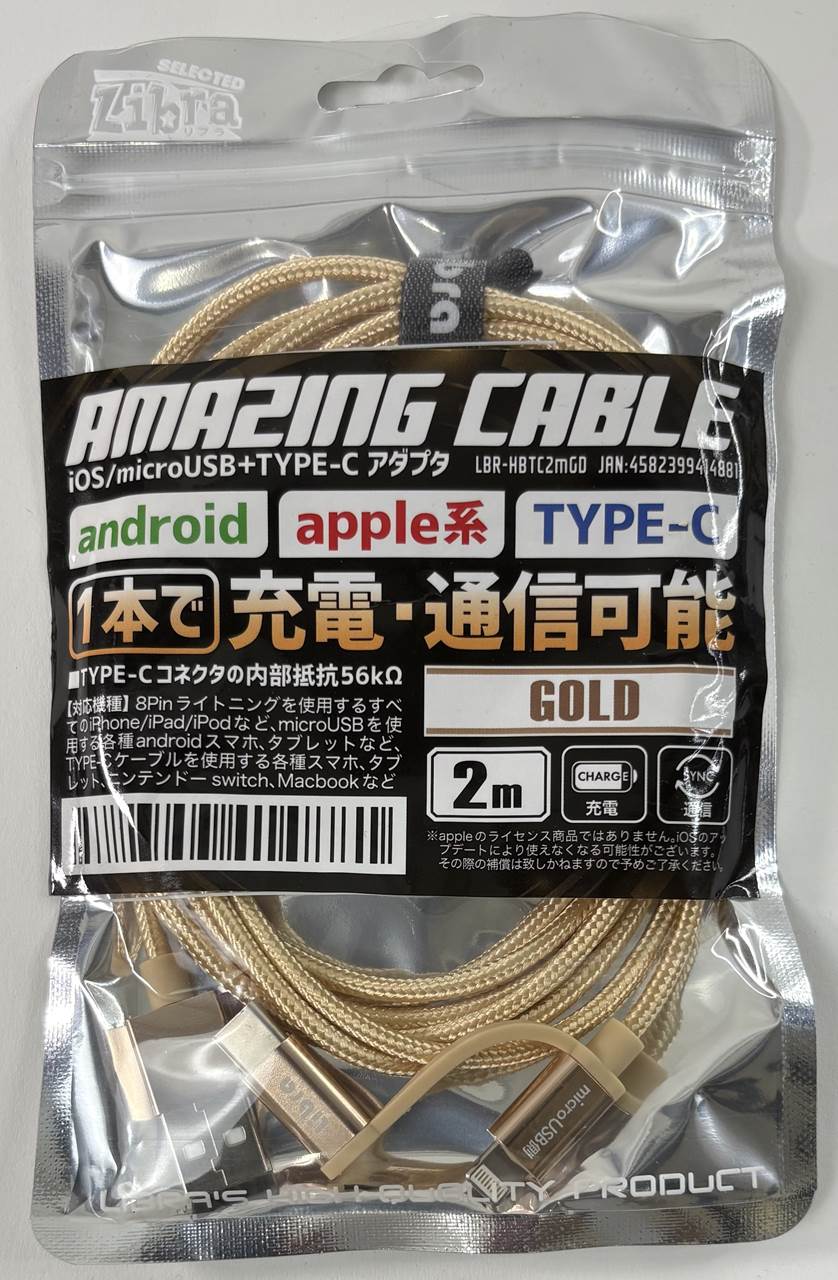 SELECTED
Libra
リブラ
bra
AMAZING CABLE
iOS/microUSB+TYPE-C アダプタ
LBR-HBTC2mGD JAN:4582399414881
android
apple系
TYPE-C
1本で 充電・通信可能
■TYPE-Cコネクタの内部抵抗56kΩ
【対応機種】8Pinライトニングを使用するすべ
てのiPhone/iPad/iPodなど、microUSBを使
用する各種androidスマホ、タブレットなど、
TYPE-Cケーブルを使用する各種スマホ、タブ
レット、ニンテンドーswitch、Macbookなど
GOLD
2m
CHARGE
充電
SYNC
通信
※appleのライセンス商品ではありません。iOSのアッ
プデートにより使えなくなる可能性がございます。
その際の補償は致しかねますので予めご了承ください。
libra
microUSB側
LIBRA'S HIGH QUALITY PRODUCT